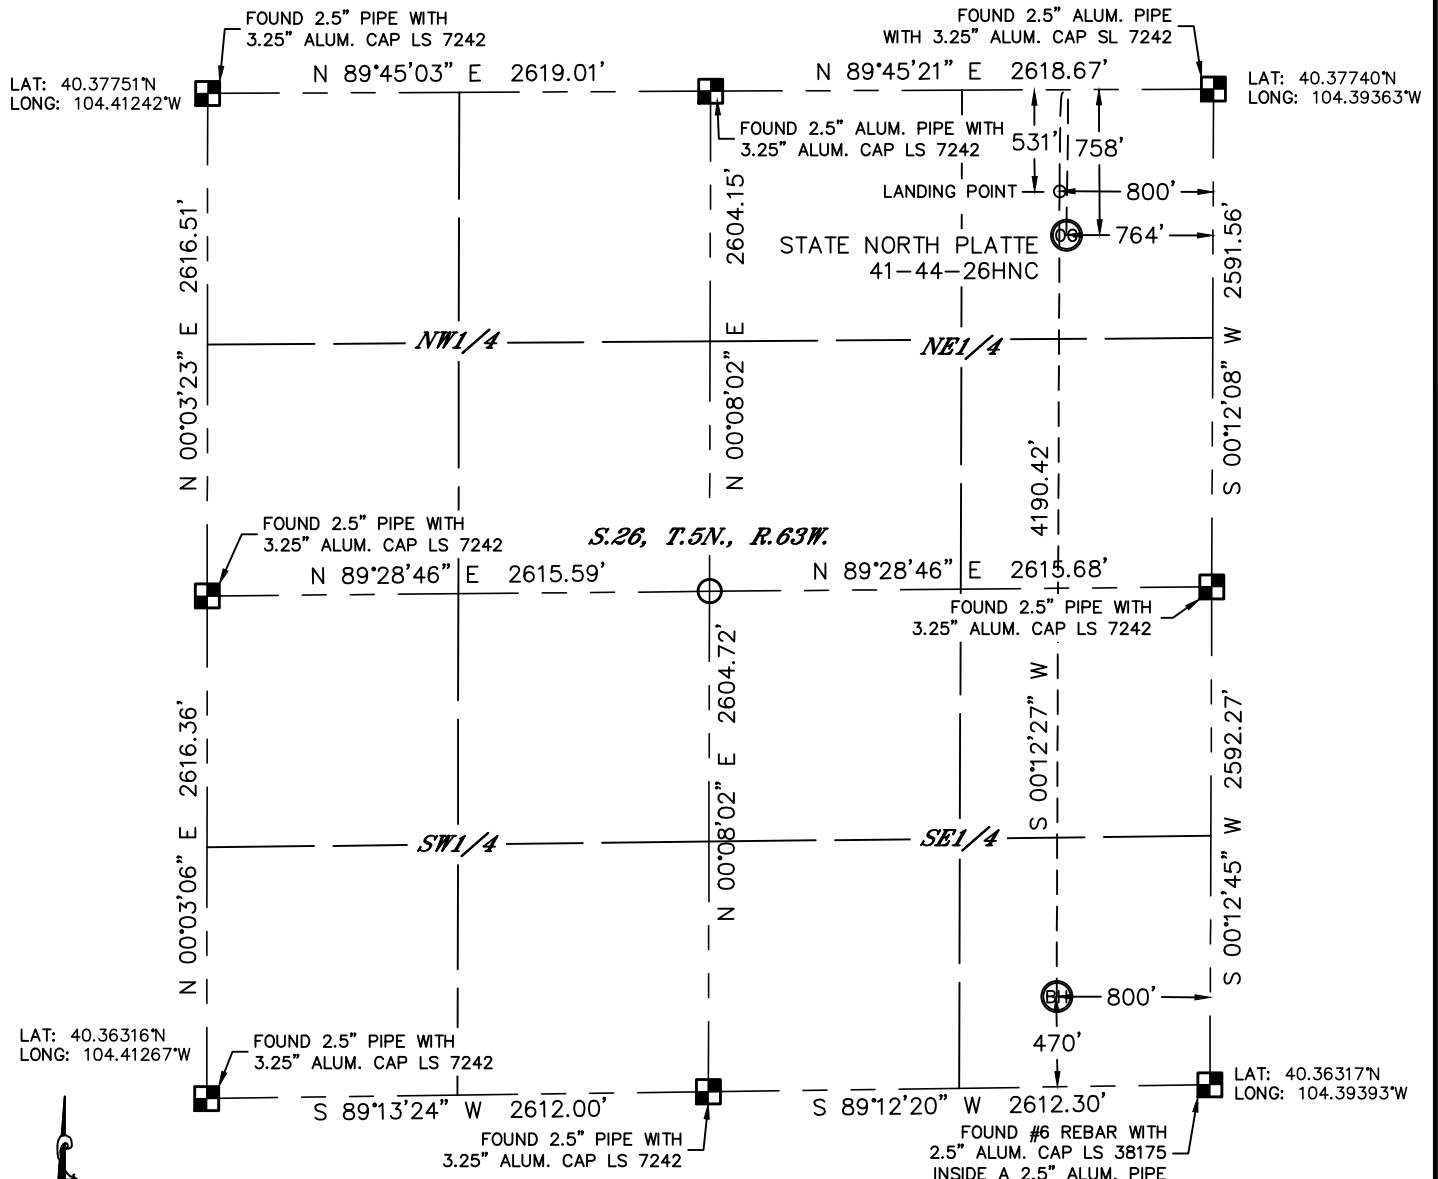 FOUND 2.5" PIPE WITH
3.25" ALUM. CAP LS 7242
FOUND 2.5" ALUM. PIPE
WITH 3.25" ALUM. CAP SL 7242
LAT: 40.37751°N
LONG: 104.41242°W
N 89°45'03" E 2619.01'
N 89°45'21" E 2618.67'
LAT: 40.37740°N
LONG: 104.39363°W
FOUND 2.5" ALUM. PIPE WITH
3.25" ALUM. CAP LS 7242
531'
758'
LANDING POINT
800'
OG
764'
STATE NORTH PLATTE
41-44-26HNC
N 00°03'23" E 2616.51'
N 00°08'02" E 2604.15'
S 00°12'08" W 2591.56'
NW1/4
NE1/4
4190.42'
FOUND 2.5" PIPE WITH
3.25" ALUM. CAP LS 7242
S.26, T.5N., R.63W.
N 89°28'46" E 2615.59'
N 89°28'46" E 2615.68'
FOUND 2.5" PIPE WITH
3.25" ALUM. CAP LS 7242
N 00°03'06" E 2616.36'
N 00°08'02" E 2604.72'
S 00°12'27" W
S 00°12'45" W 2592.27'
SW1/4
SE1/4
BH
800'
470'
LAT: 40.36316°N
LONG: 104.41267°W
FOUND 2.5" PIPE WITH
3.25" ALUM. CAP LS 7242
LAT: 40.36317°N
LONG: 104.39393°W
S 89°13'24" W 2612.00'
S 89°12'20" W 2612.30'
FOUND 2.5" PIPE WITH
3.25" ALUM. CAP LS 7242
FOUND #6 REBAR WITH
2.5" ALUM. CAP LS 38175
INSIDE A 2.5" ALUM. PIPE